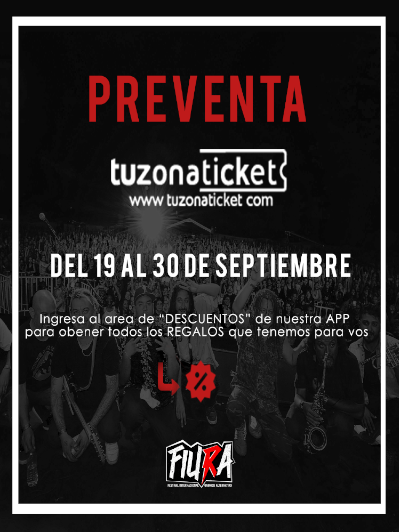 PREVENTA
tuzonaticket
www.tuzonaticket.com
DEL 19 AL 30 DE SEPTIEMBRE
Ingresa al area de “DESCUENTOS” de nuestra APP
para obener todos los REGALOS que tenemos para vos
%
FIURA